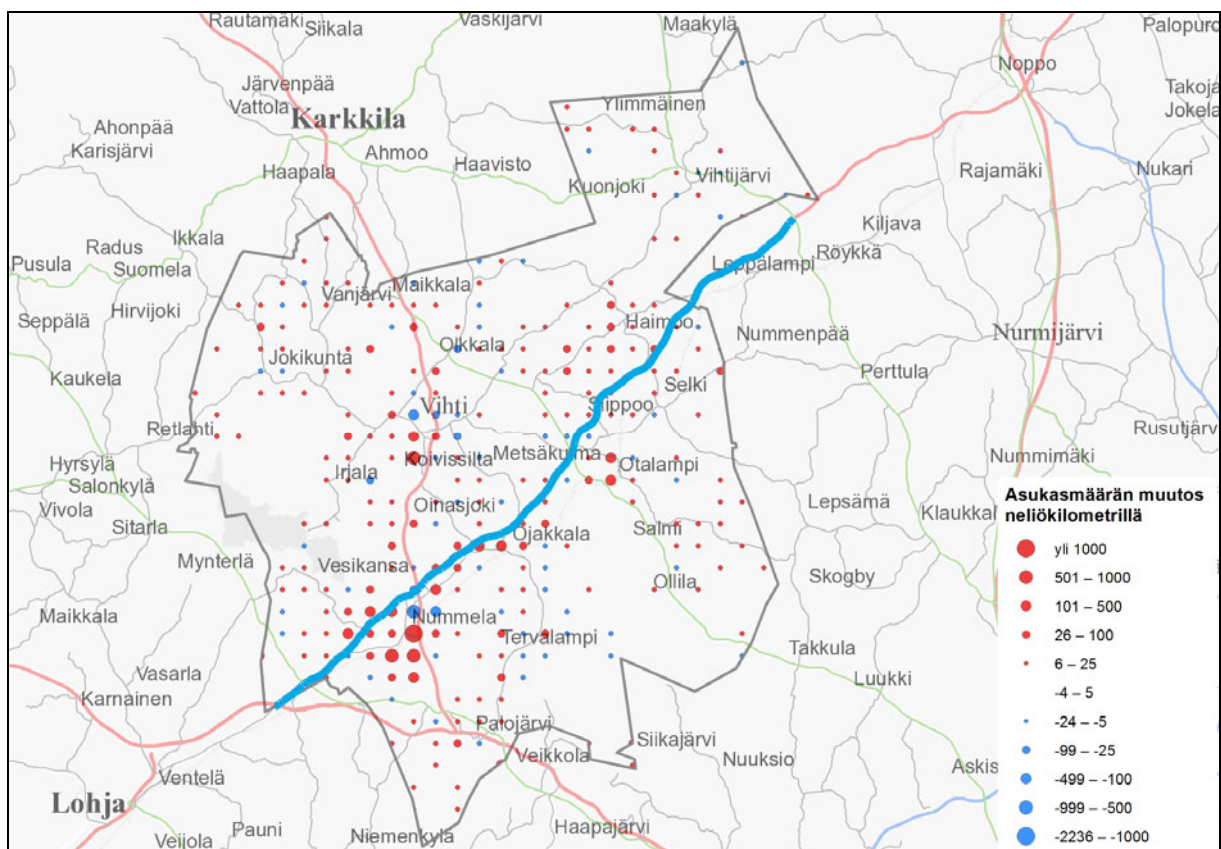 Rautamäki
Siikala
Vaskijärvi
Maakylä
Palopuro
Noppo
Järvenpää
Vattola
Ylimmäinen
Takoja
Jokela
Karkkila
Ahonpää
Karisjärvi
Ahmoo
Haavisto
Haapala
Kuonjoki
Vihtijärvi
Rajamäki
Nukari
Kiljava
Ikkala
Radus
Suomela
Röykkä
Pusula
Leppälampi
Maikkala
Vanjärvi
Hirvijoki
Seppälä
Haimoo
Nummenpää
Nurmijärvi
Olkkala
Jokikunta
Kaukela
Selki
Perttula
Vihti
Siippoo
Retlahti
Rusutjärv
Metsäkulma
Koivissilta
Otalampi
Nummimäki
Hyrsylä
Salonkylä
Irjala
Vivola
Oinasjoki
Lepsämä
Klaukkal
Sitarla
Ojakkala
Salmi
Mynterlä
Vesikansa
Ollila
Skogby
Maikkala
Nummela
Tervalampi
Takkula
Vasarla
Luukki
Karnainen
Palojärvi
Siikajärvi
Veikkola
Nuuksio
Askis
Ventelä
Lohja
Pauni
Veijola
Niemenkylä
Haapajärvi
Asukasmäärän muutos
neliökilometrillä
yli 1000
501 – 1000
101 – 500
26 – 100
6 – 25
-4 – 5
-24 – -5
-99 – -25
-499 – -100
-999 – -500
-2236 – -1000